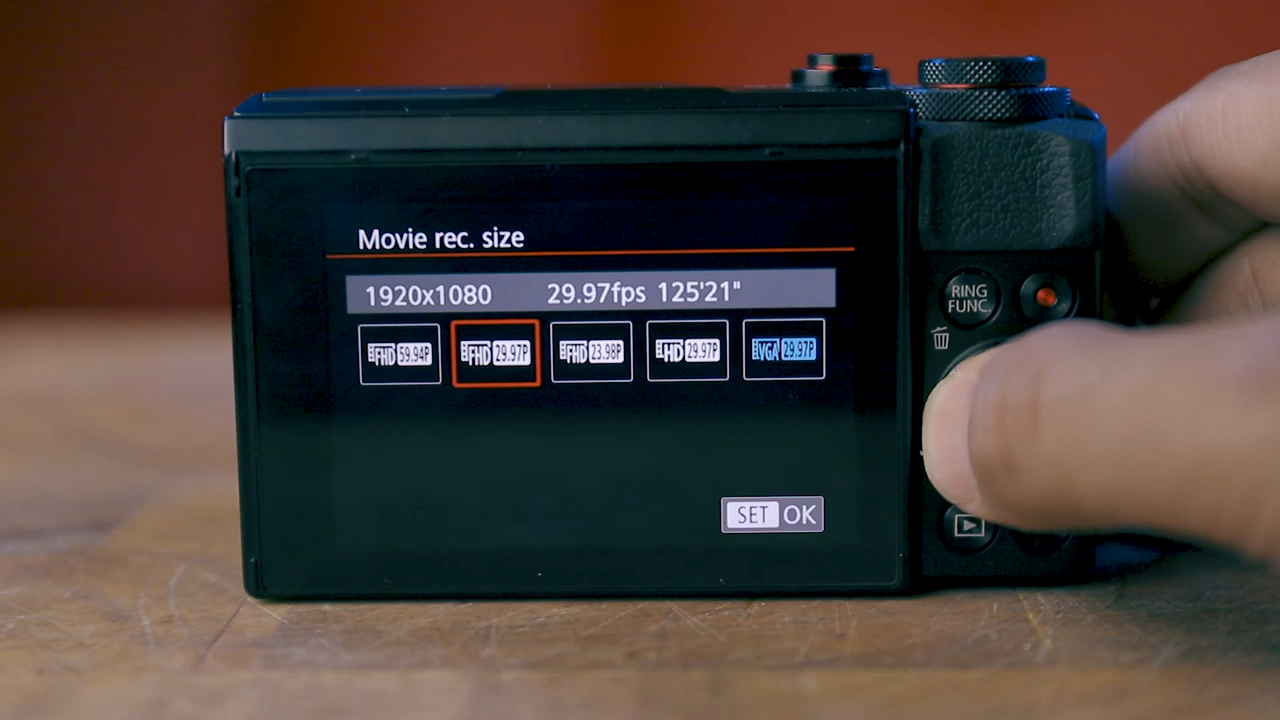 Movie rec. size
1920x1080 29.97fps 125'21"
FHD 59.94P FHD 29.97P FHD 23.98P HD 29.97P VGA 29.97P
SET OK
RING
FUNC.